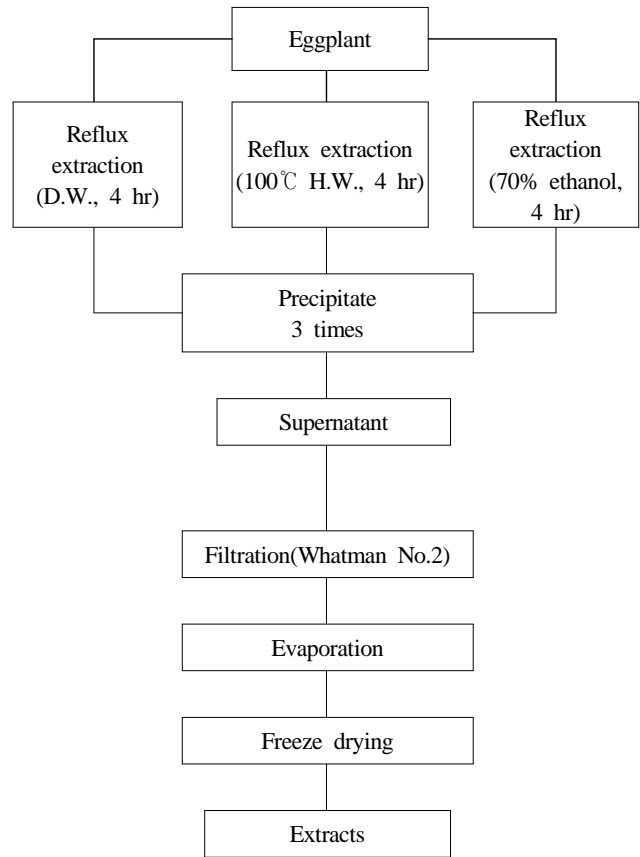 Eggplant
Reflux
extraction
(D.W., 4 hr)
Reflux extraction
(100℃ H.W., 4 hr)
Reflux
extraction
(70% ethanol,
4 hr)
Precipitate
3 times
Supernatant
Filtration(Whatman No.2)
Evaporation
Freeze drying
Extracts